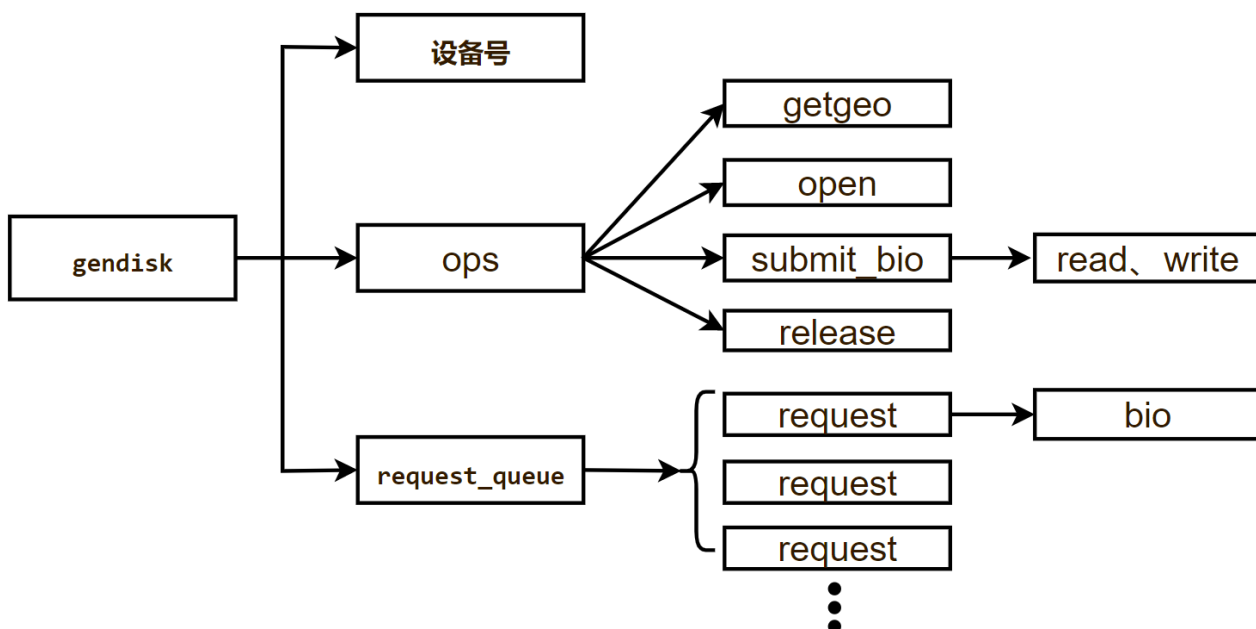 设备号
getgeo
open
gendisk
ops
submit_bio
read、write
release
request
bio
request_queue
request
request